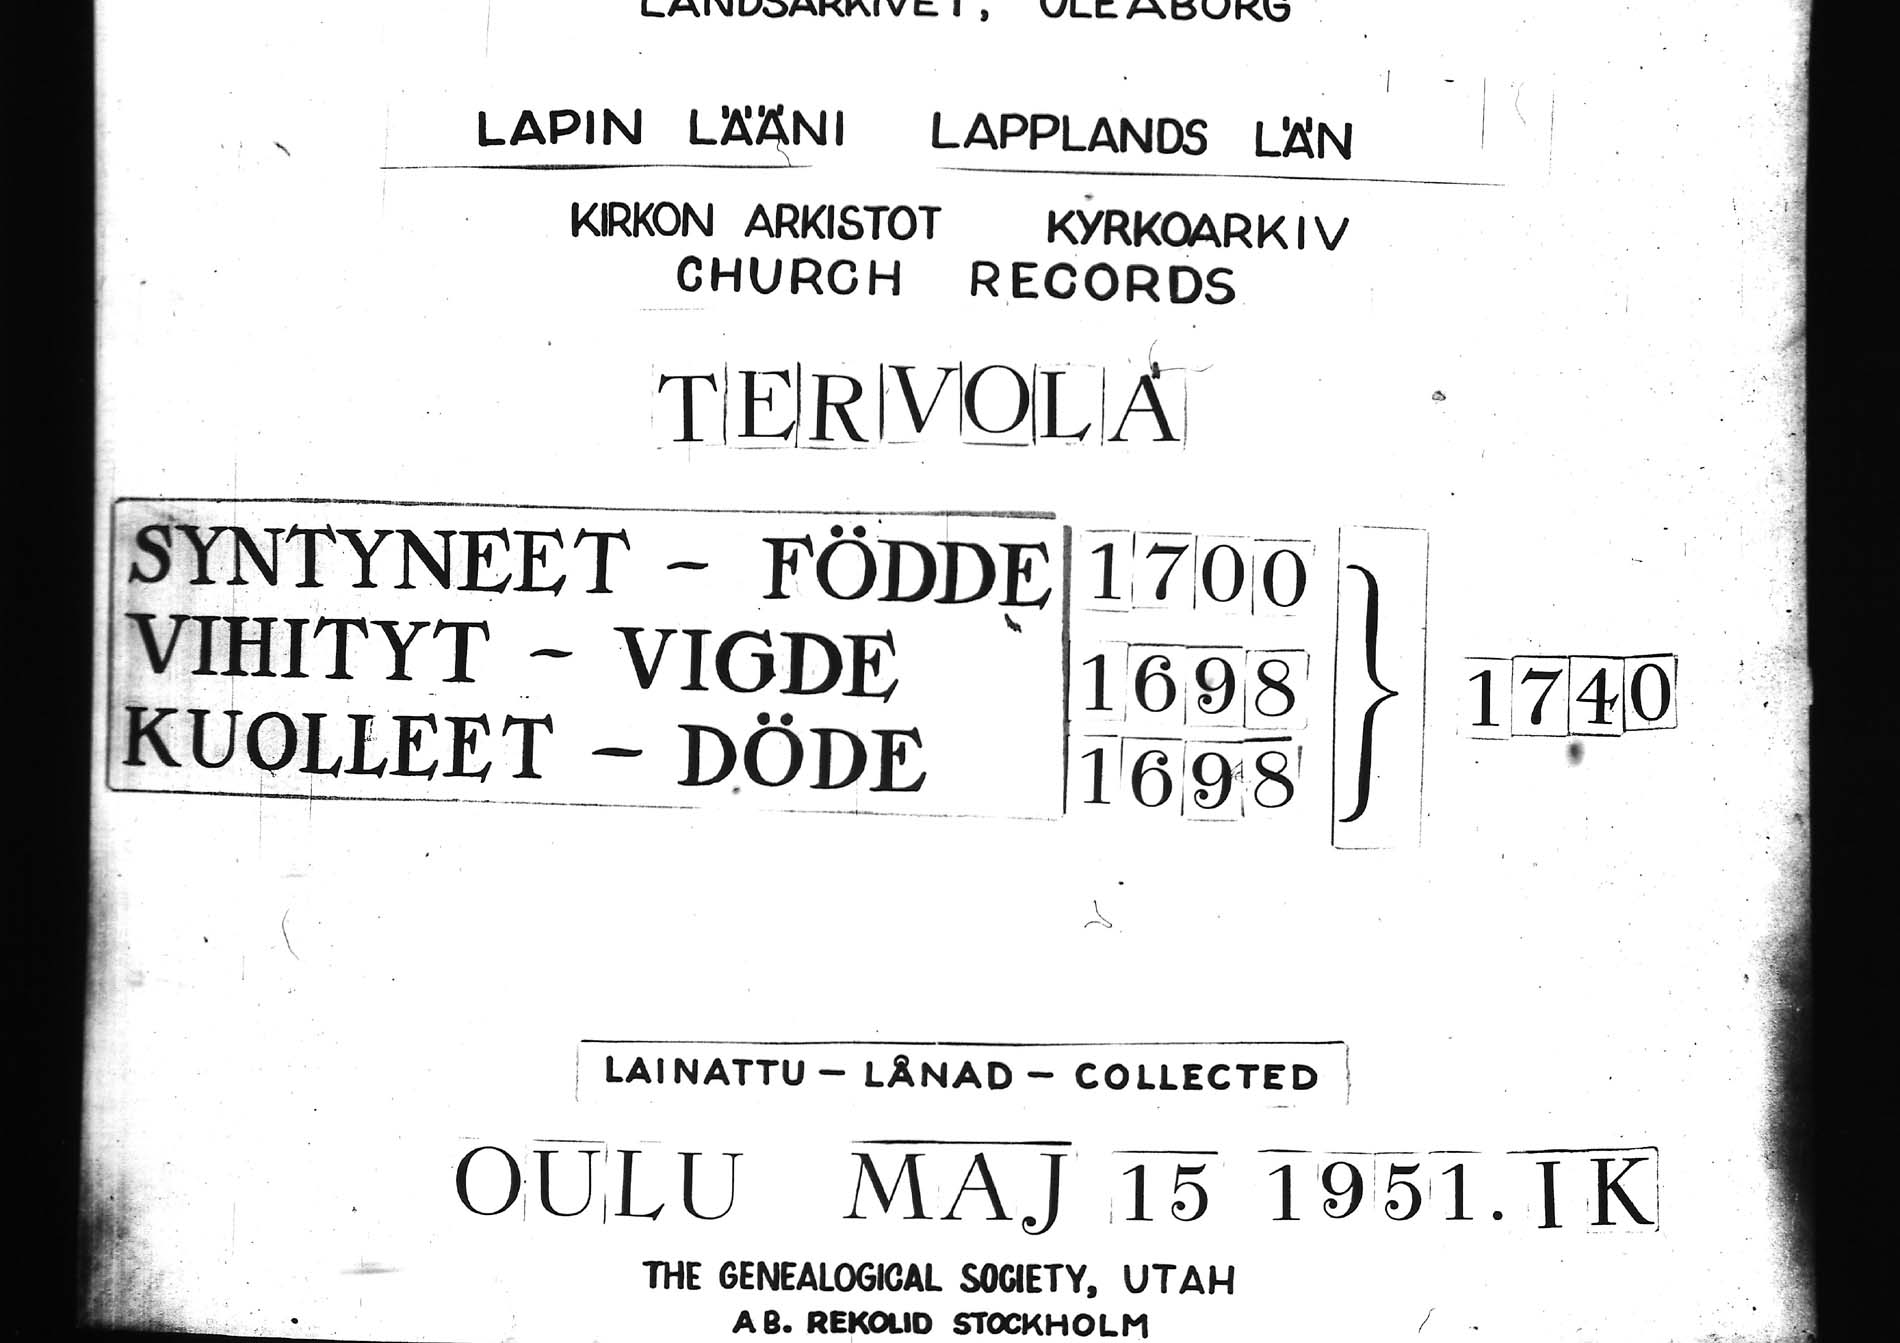 LANDSARKIVET, ULEÅBORG
LAPIN LÄÄNI LAPPLANDS LÄN
KIRKON ARKISTOT KYRKOARKIV
CHURCH RECORDS
TERVOLA
SYNTYNEET - FÖDDE 1700
VIHITYT - VIGDE 1698 } 1740
KUOLLEET - DÖDE 1698
LAINATTU - LÅNAD - COLLECTED
OULU MAJ 15 1951. IK
THE GENEALOGICAL SOCIETY, UTAH
AB. REKOLID STOCKHOLM